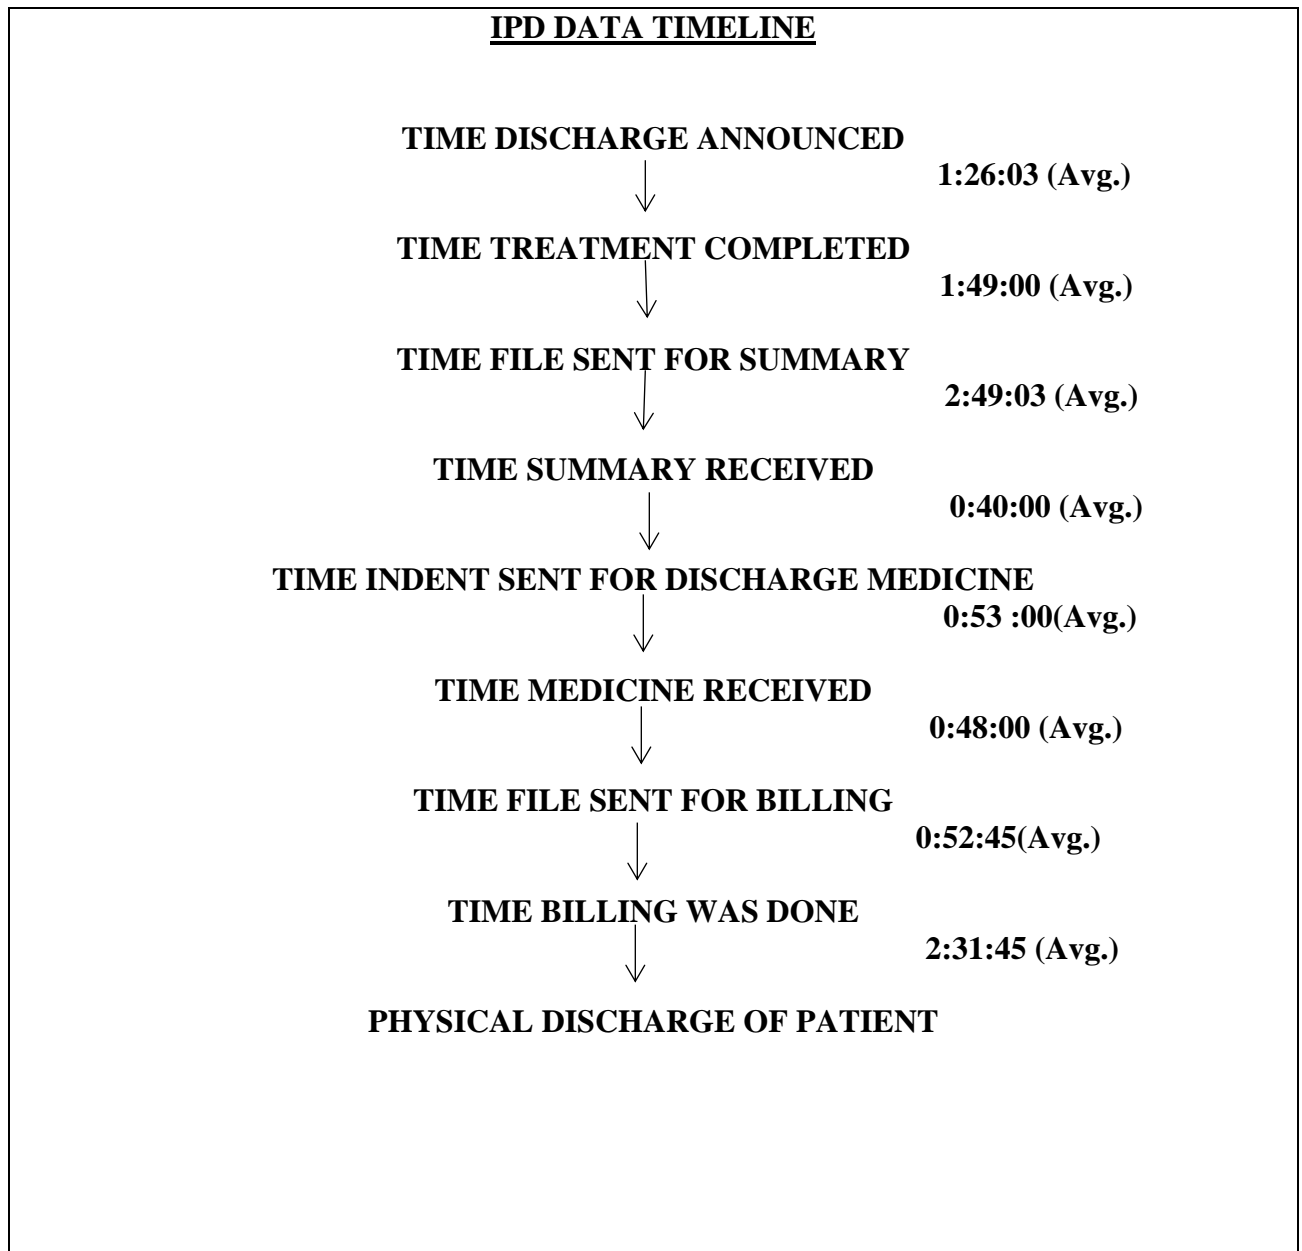 IPD DATA TIMELINE
TIME DISCHARGE ANNOUNCED
1:26:03 (Avg.)
TIME TREATMENT COMPLETED
1:49:00 (Avg.)
TIME FILE SENT FOR SUMMARY
2:49:03 (Avg.)
TIME SUMMARY RECEIVED
0:40:00 (Avg.)
TIME INDENT SENT FOR DISCHARGE MEDICINE
0:53 :00(Avg.)
TIME MEDICINE RECEIVED
0:48:00 (Avg.)
TIME FILE SENT FOR BILLING
0:52:45(Avg.)
TIME BILLING WAS DONE
2:31:45 (Avg.)
PHYSICAL DISCHARGE OF PATIENT